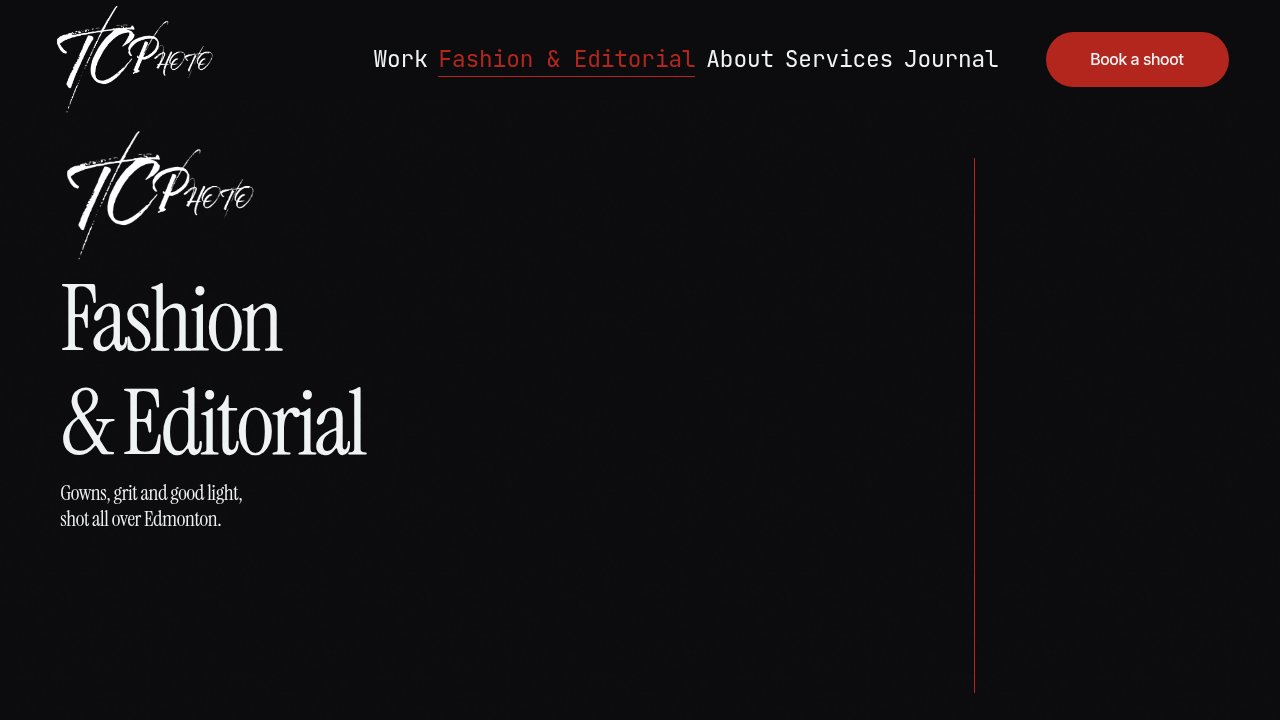 TCPHOTO
Work Fashion & Editorial About Services Journal
Book a shoot
TCPHOTO
Fashion
& Editorial
Gowns, grit and good light,
shot all over Edmonton.